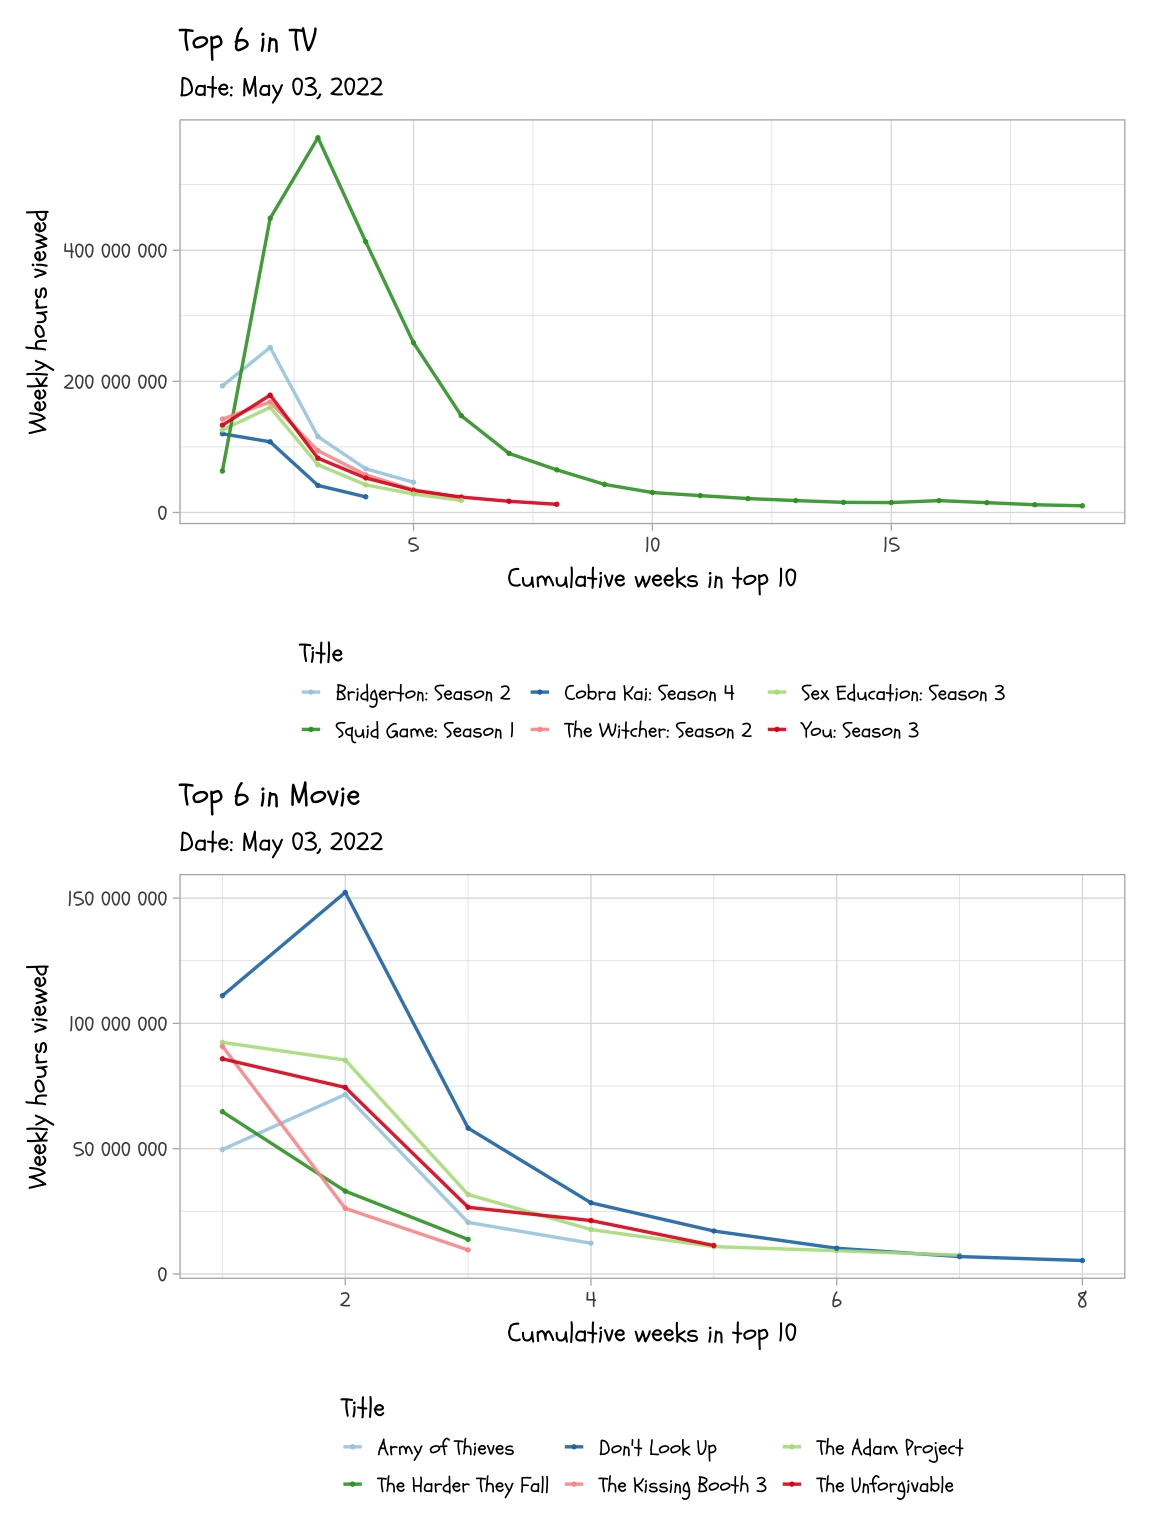 Top 6 in TV
Date: May 03, 2022
Weekly hours viewed
400 000 000
200 000 000
0
5 10 15
Cumulative weeks in top 10
Title
Bridgerton: Season 2 Cobra Kai: Season 4 Sex Education: Season 3
Squid Game: Season 1 The Witcher: Season 2 You: Season 3
Top 6 in Movie
Date: May 03, 2022
Weekly hours viewed
150 000 000
100 000 000
50 000 000
0
2 4 6 8
Cumulative weeks in top 10
Title
Army of Thieves Don't Look Up The Adam Project
The Harder They Fall The Kissing Booth 3 The Unforgivable